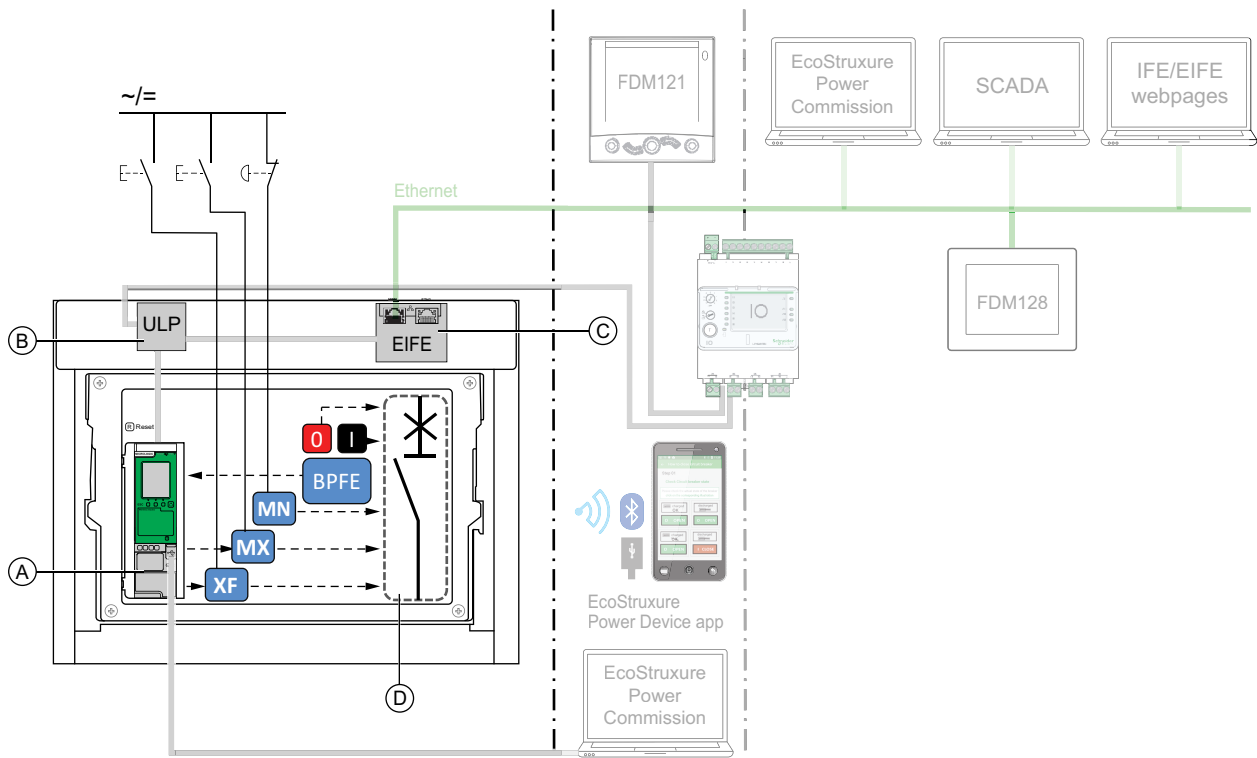 ~/=
FDM121
EcoStruxure
Power
Commission
SCADA
IFE/EIFE
webpages
Ethernet
IO
I/O
FDM128
ULP
EIFE
B
C
R Reset
0
I
BPFE
MN
MX
XF
A
D
EcoStruxure
Power Device app
EcoStruxure
Power
Commission